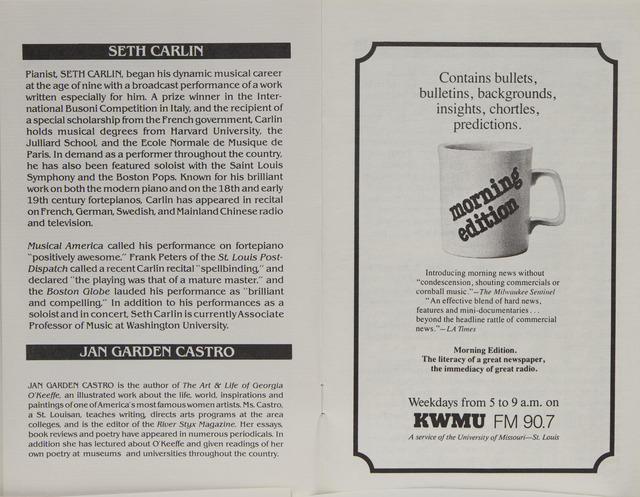 SETH CARLIN
Pianist, SETH CARLIN, began his dynamic musical career
at the age of nine with a broadcast performance of a work
written especially for him. A prize winner in the Inter-
national Busoni Competition in Italy, and the recipient of
a special scholarship from the French government, Carlin
holds musical degrees from Harvard University, the
Julliard School, and the Ecole Normale de Musique de
Paris. In demand as a performer throughout the country,
he has also been featured soloist with the Saint Louis
Symphony and the Boston Pops. Known for his brilliant
work on both the modern piano and on the 18th and early
19th century fortepianos, Carlin has appeared in recital
on French, German, Swedish, and Mainland Chinese radio
and television.
Musical America called his performance on fortepiano
"positively awesome." Frank Peters of the St. Louis Post-
Dispatch called a recent Carlin recital "spellbinding," and
declared "the playing was that of a mature master," and
the Boston Globe lauded his performance as "brilliant
and compelling." In addition to his performances as a
soloist and in concert, Seth Carlin is currently Associate
Professor of Music at Washington University.
JAN GARDEN CASTRO
JAN GARDEN CASTRO is the author of The Art & Life of Georgia
O'Keeffe, an illustrated work about the life, world, inspirations and
paintings of one of America's most famous women artists. Ms. Castro,
a St. Louisan, teaches writing, directs arts programs at the area
colleges, and is the editor of the River Styx Magazine. Her essays,
book reviews and poetry have appeared in numerous periodicals. In
addition she has lectured about O'Keeffe and given readings of her
own poetry at museums and universities throughout the country.
Contains bullets,
bulletins, backgrounds,
insights, chortles,
predictions.
morning
edition
Introducing morning news without
"condescension, shouting commercials or
cornball music."—The Milwaukee Sentinel
"An effective blend of hard news,
features and mini-documentaries...
beyond the headline rattle of commercial
news."—LA Times
Morning Edition.
The literacy of a great newspaper,
the immediacy of great radio.
Weekdays from 5 to 9 a.m. on
KWMU FM 90.7
A service of the University of Missouri—St. Louis